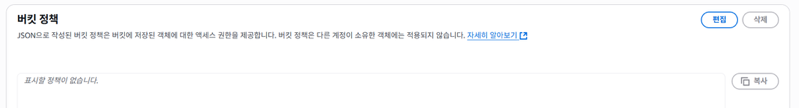 버킷 정책
편집
삭제
JSON으로 작성된 버킷 정책은 버킷에 저장된 객체에 대한 액세스 권한을 제공합니다. 버킷 정책은 다른 계정이 소유한 객체에는 적용되지 않습니다. 자세히 알아보기
표시할 정책이 없습니다.
복사